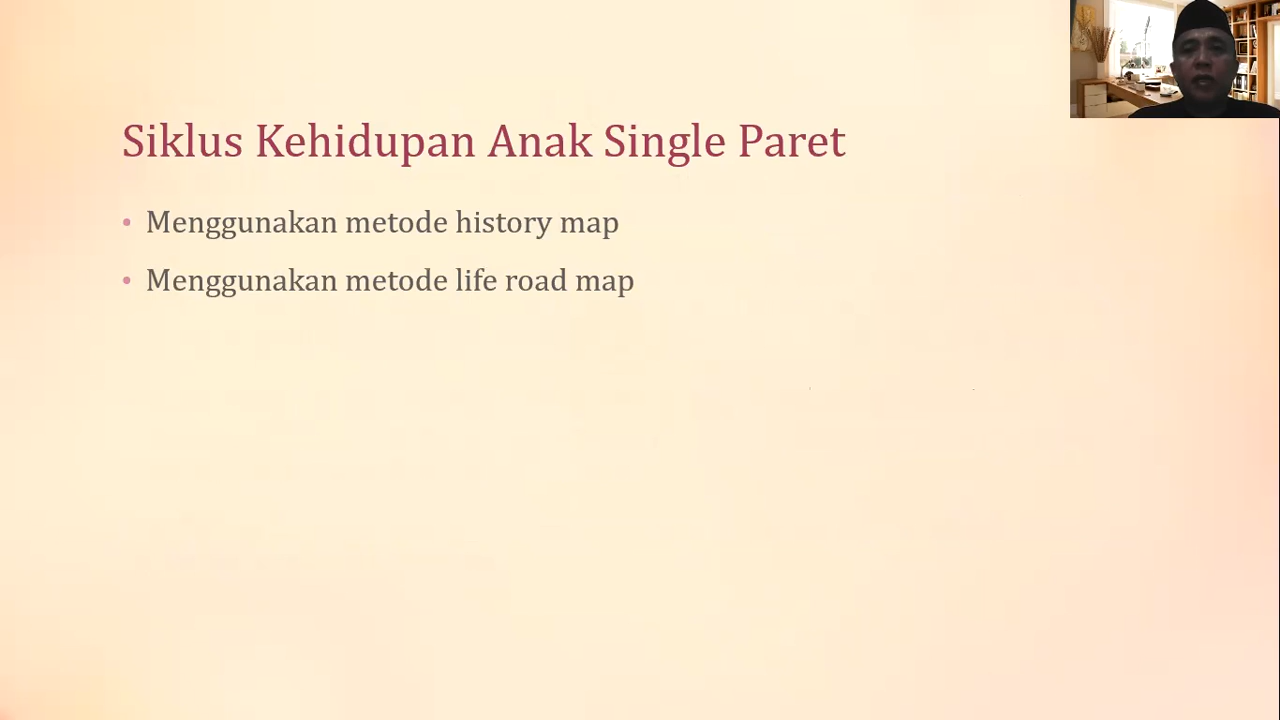 Siklus Kehidupan Anak Single Paret
• Menggunakan metode history map
• Menggunakan metode life road map